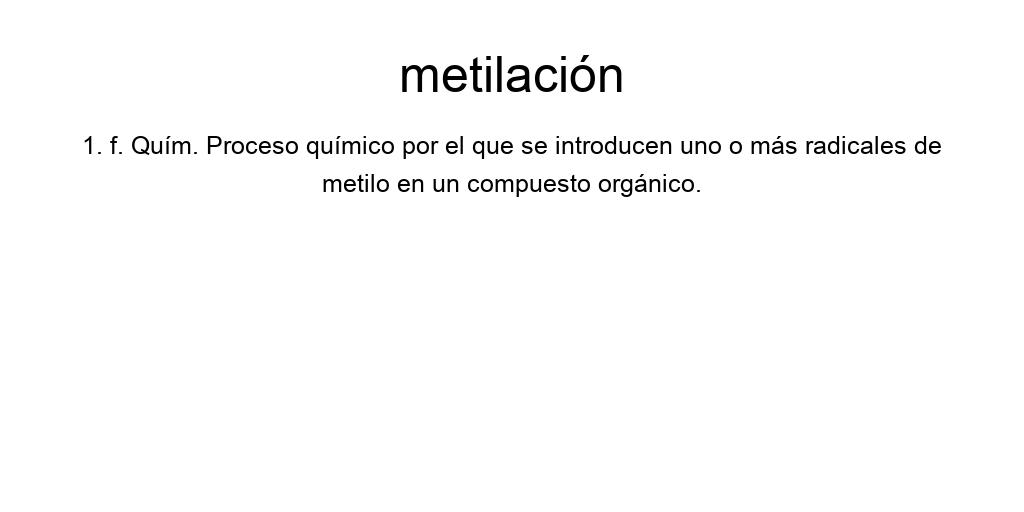 metilación
1. f. Quím. Proceso químico por el que se introducen uno o más radicales de
metilo en un compuesto orgánico.